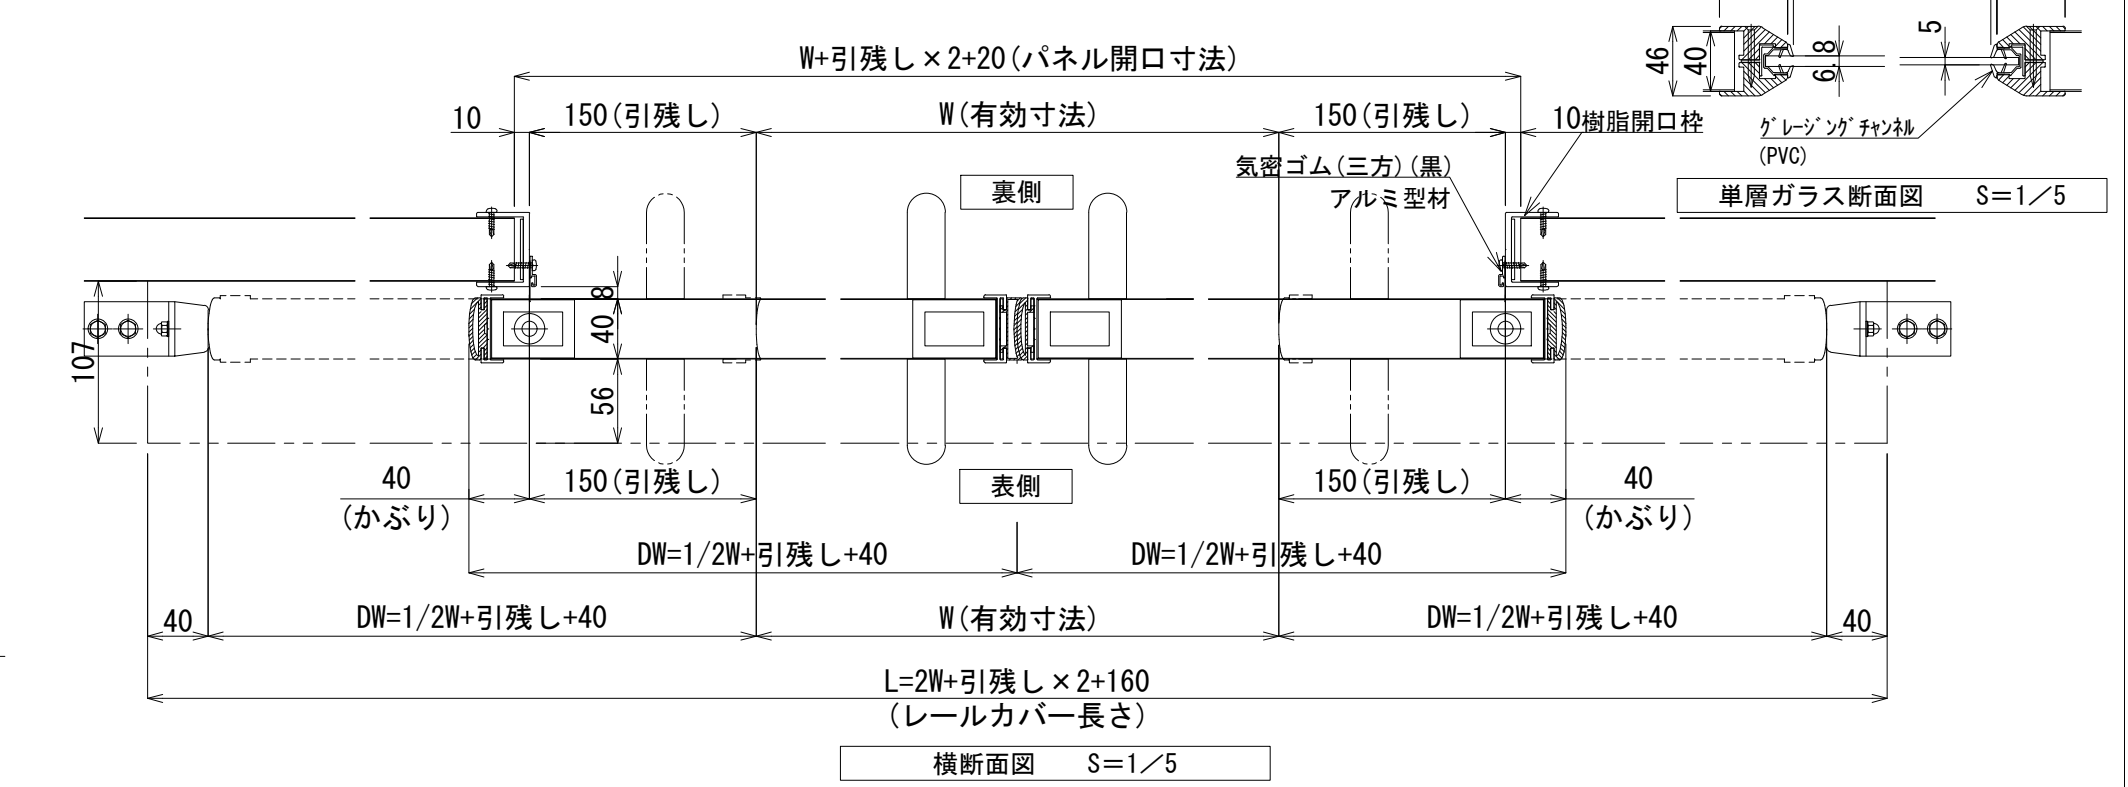 W+引残し×2+20(パネル開口寸法)
10
150(引残し)
W(有効寸法)
150(引残し)
10樹脂開口枠
気密ゴム(三方)(黒)
アルミ型材
裏側
46
40
6.8
5
グレージングチャンネル
(PVC)
単層ガラス断面図 S=1/5
107
8
40
56
40
(かぶり)
150(引残し)
表側
150(引残し)
40
(かぶり)
DW=1/2W+引残し+40
DW=1/2W+引残し+40
40
DW=1/2W+引残し+40
W(有効寸法)
DW=1/2W+引残し+40
40
L=2W+引残し×2+160
(レールカバー長さ)
横断面図 S=1/5